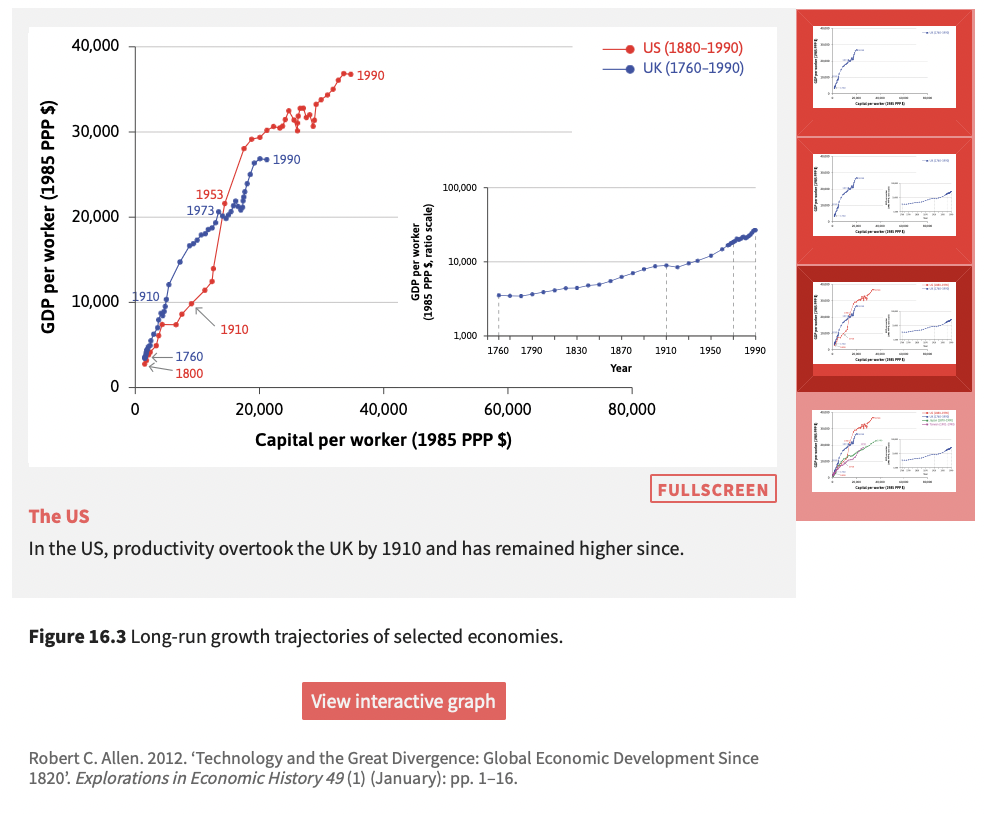 40,000
30,000
20,000
10,000
0
GDP per worker (1985 PPP $)
US (1880–1990)
UK (1760–1990)
1990
1990
1953
1973
1910
1910
1760
1800
0
20,000
40,000
60,000
80,000
Capital per worker (1985 PPP $)
100,000
10,000
1,000
GDP per worker
(1985 PPP $, ratio scale)
1760
1790
1830
1870
1910
1950
1990
Year
FULLSCREEN
The US
In the US, productivity overtook the UK by 1910 and has remained higher since.
Figure 16.3 Long-run growth trajectories of selected economies.
View interactive graph
Robert C. Allen. 2012. ‘Technology and the Great Divergence: Global Economic Development Since
1820’. Explorations in Economic History 49 (1) (January): pp. 1–16.